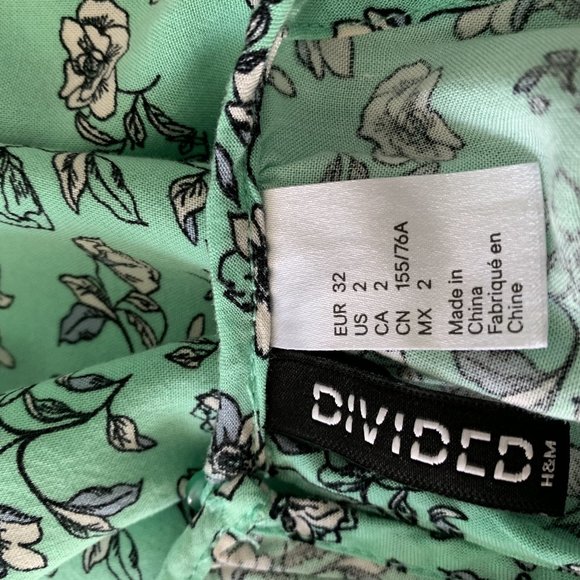 EUR 32
US 2
CA 2
CN 155/76A
MX 2
Made in
China
Fabriqué en
Chine
DIVIDED
H&M